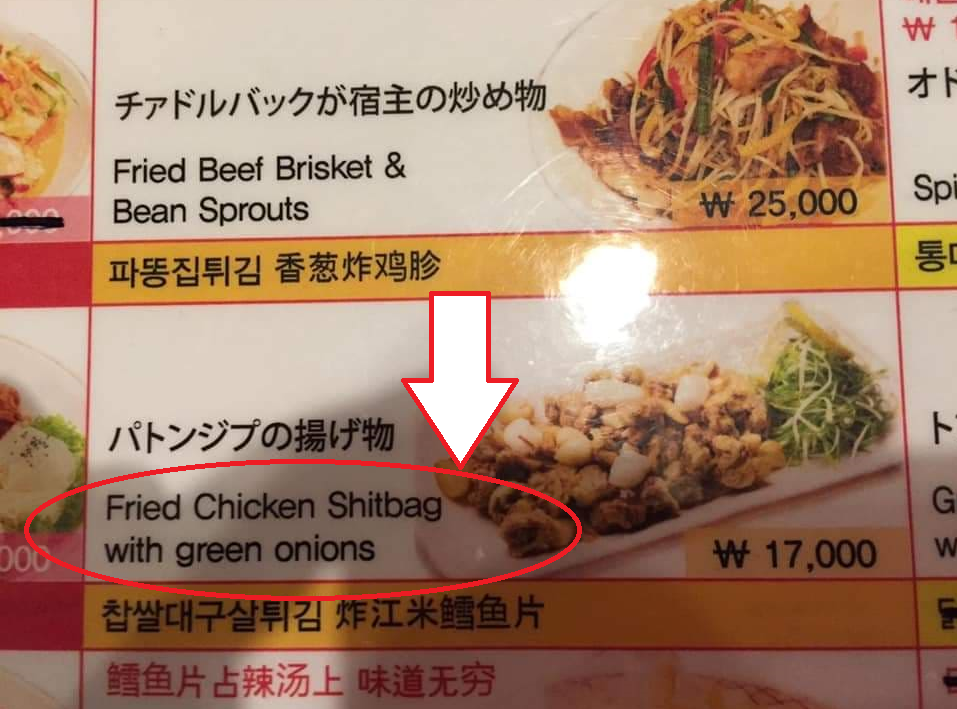 チァドルバックが宿主の炒め物
Fried Beef Brisket &
Bean Sprouts
₩ 25,000
파똥집튀김 香葱炸鸡胗
パトンジプの揚げ物
Fried Chicken Shitbag
with green onions
₩ 17,000
찹쌀대구살튀김 炸江米鳕鱼片
鳕鱼片占辣汤上 味道无穷